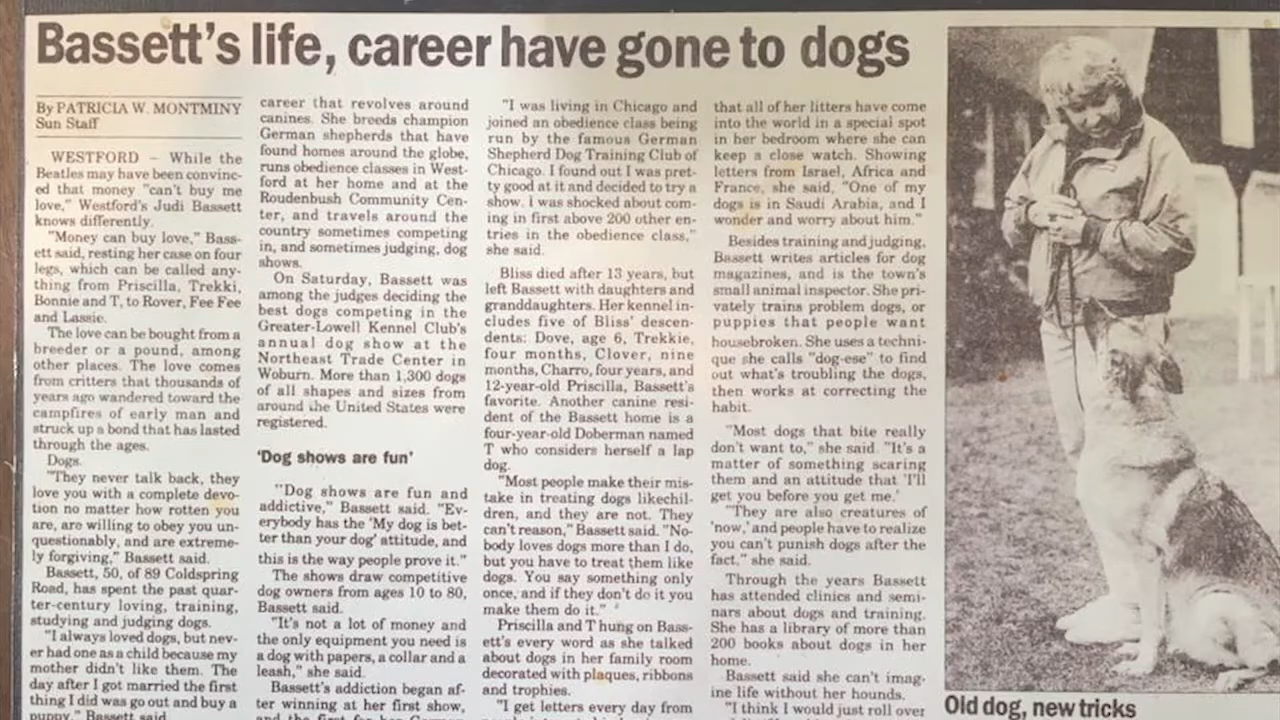 Bassett's life, career have gone to dogs
By PATRICIA W. MONTMINY
Sun Staff
WESTFORD – While the
Beatles may have been convinc-
ed that money "can't buy me
love," Westford's Judi Bassett
knows differently.
"Money can buy love," Bass-
ett said, resting her case on four
legs, which can be called any-
thing from Priscilla, Trekki,
Bonnie and T, to Rover, Fee Fee
and Lassie.
The love can be bought from a
breeder or a pound, among
other places. The love comes
from critters that thousands of
years ago wandered toward the
campfires of early man and
struck up a bond that has lasted
through the ages.
Dogs.
"They never talk back, they
love you with a complete devo-
tion no matter how rotten you
are, are willing to obey you un-
questionably, and are extreme-
ly forgiving," Bassett said.
Bassett, 50, of 89 Coldspring
Road, has spent the past quar-
ter-century loving, training,
studying and judging dogs.
"I always loved dogs, but nev-
er had one as a child because my
mother didn't like them. The
day after I got married the first
thing I did was go out and buy a
puppy," Bassett said.
career that revolves around
canines. She breeds champion
German shepherds that have
found homes around the globe,
runs obedience classes in West-
ford at her home and at the
Roudenbush Community Cen-
ter, and travels around the
country sometimes competing
in, and sometimes judging, dog
shows.
On Saturday, Bassett was
among the judges deciding the
best dogs competing in the
Greater-Lowell Kennel Club's
annual dog show at the
Northeast Trade Center in
Woburn. More than 1,300 dogs
of all shapes and sizes from
around the United States were
registered.
'Dog shows are fun'
"Dog shows are fun and
addictive," Bassett said. "Ev-
erybody has the 'My dog is bet-
ter than your dog' attitude, and
this is the way people prove it."
The shows draw competitive
dog owners from ages 10 to 80,
Bassett said.
"It's not a lot of money and
the only equipment you need is
a dog with papers, a collar and a
leash," she said.
Bassett's addiction began af-
ter winning at her first show,
and the first for her German
"I was living in Chicago and
joined an obedience class being
run by the famous German
Shepherd Dog Training Club of
Chicago. I found out I was pret-
ty good at it and decided to try a
show. I was shocked about com-
ing in first above 200 other en-
tries in the obedience class,"
she said.
Bliss died after 13 years, but
left Bassett with daughters and
granddaughters. Her kennel in-
cludes five of Bliss' descen-
dents: Dove, age 6, Trekkie,
four months, Clover, nine
months, Charro, four years, and
12-year-old Priscilla, Bassett's
favorite. Another canine resi-
dent of the Bassett home is a
four-year-old Doberman named
T who considers herself a lap
dog.
"Most people make their mis-
take in treating dogs likechil-
dren, and they are not. They
can't reason," Bassett said. "No-
body loves dogs more than I do,
but you have to treat them like
dogs. You say something only
once, and if they don't do it you
make them do it."
Priscilla and T hung on Bass-
ett's every word as she talked
about dogs in her family room
decorated with plaques, ribbons
and trophies.
"I get letters every day from
that all of her litters have come
into the world in a special spot
in her bedroom where she can
keep a close watch. Showing
letters from Israel, Africa and
France, she said, "One of my
dogs is in Saudi Arabia, and I
wonder and worry about him."
Besides training and judging,
Bassett writes articles for dog
magazines, and is the town's
small animal inspector. She pri-
vately trains problem dogs, or
puppies that people want
housebroken. She uses a techni-
que she calls "dog-ese" to find
out what's troubling the dogs,
then works at correcting the
habit.
"Most dogs that bite really
don't want to," she said. "It's a
matter of something scaring
them and an attitude that 'I'll
get you before you get me.'
"They are also creatures of
'now,' and people have to realize
you can't punish dogs after the
fact," she said.
Through the years Bassett
has attended clinics and semi-
nars about dogs and training.
She has a library of more than
200 books about dogs in her
home.
Bassett said she can't imag-
ine life without her hounds.
"I think I would just roll over
Old dog, new tricks